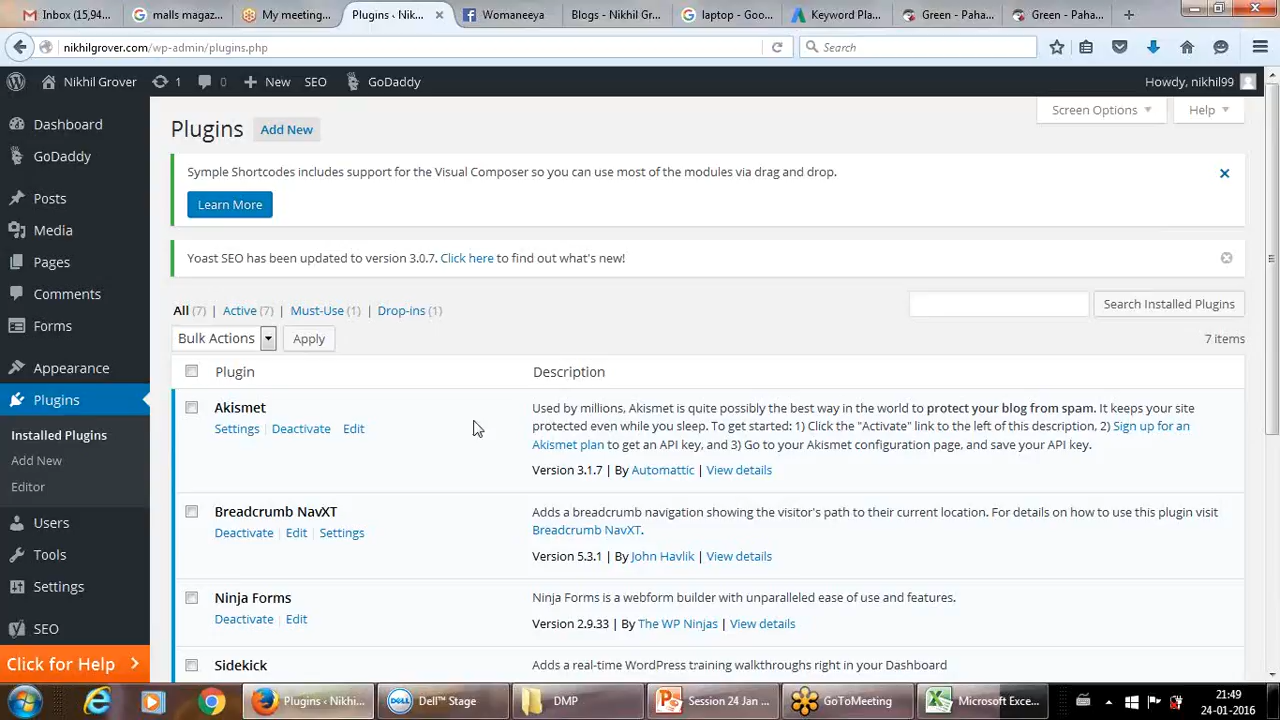 Inbox (15,94...
malls magaz...
My meeting...
Plugins ‹ Nik...
Womaneeya
Blogs - Nikhil Gr...
laptop - Goo...
Keyword Pla...
Green - Paha...
Green - Paha...
nikhilgrover.com/wp-admin/plugins.php
Search
Nikhil Grover
1
0
New
SEO
GoDaddy
Howdy, nikhil99
Screen Options
Help
Plugins
Add New
Symple Shortcodes includes support for the Visual Composer so you can use most of the modules via drag and drop.
Learn More
Yoast SEO has been updated to version 3.0.7. Click here to find out what's new!
All (7) | Active (7) | Must-Use (1) | Drop-ins (1)
Search Installed Plugins
Bulk Actions
Apply
7 items
Plugin
Description
Akismet
Settings | Deactivate | Edit
Used by millions, Akismet is quite possibly the best way in the world to protect your blog from spam. It keeps your site
protected even while you sleep. To get started: 1) Click the "Activate" link to the left of this description, 2) Sign up for an
Akismet plan to get an API key, and 3) Go to your Akismet configuration page, and save your API key.
Version 3.1.7 | By Automattic | View details
Breadcrumb NavXT
Deactivate | Edit | Settings
Adds a breadcrumb navigation showing the visitor's path to their current location. For details on how to use this plugin visit
Breadcrumb NavXT.
Version 5.3.1 | By John Havlik | View details
Ninja Forms
Deactivate | Edit
Ninja Forms is a webform builder with unparalleled ease of use and features.
Version 2.9.33 | By The WP Ninjas | View details
Sidekick
Adds a real-time WordPress training walkthroughs right in your Dashboard
Dashboard
GoDaddy
Posts
Media
Pages
Comments
Forms
Appearance
Plugins
Installed Plugins
Add New
Editor
Users
Tools
Settings
SEO
Click for Help
Plugins ‹ Nikhi...
Dell™ Stage
DMP
Session 24 Jan ...
GoToMeeting
Microsoft Exce...
21:49
24-01-2016